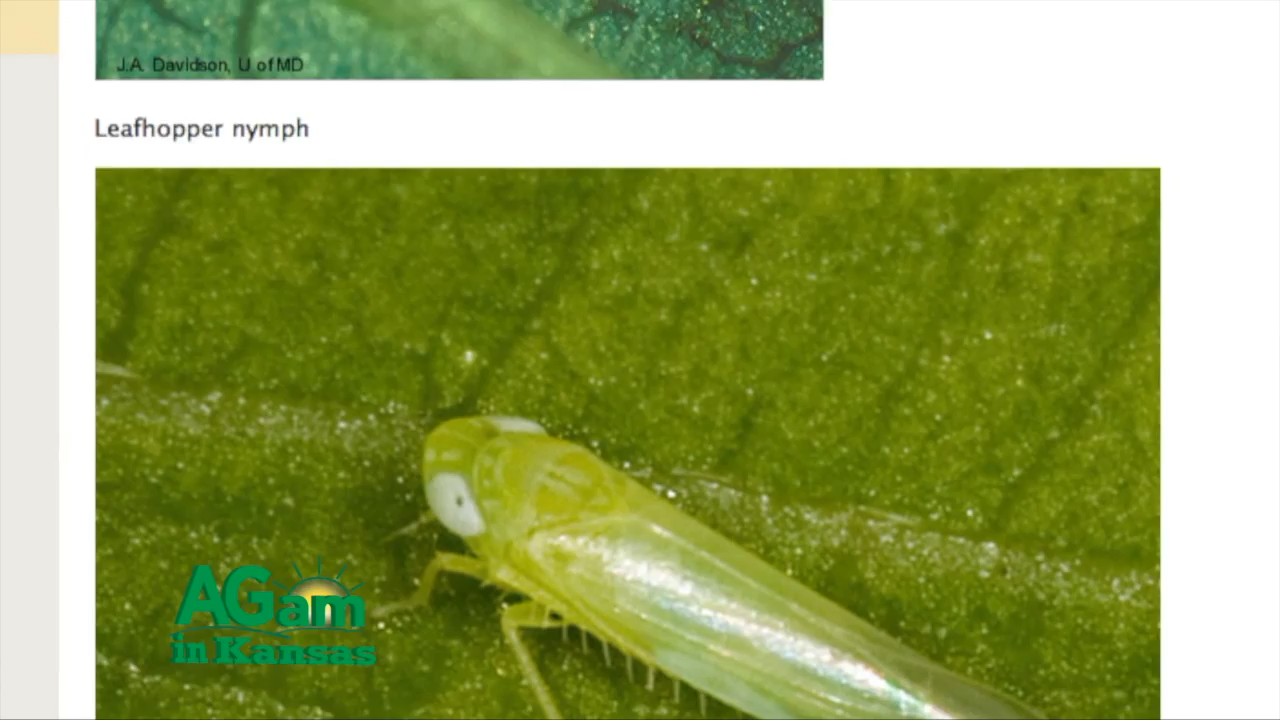 J.A. Davidson, U of MD
Leafhopper nymph
AGam
in Kansas